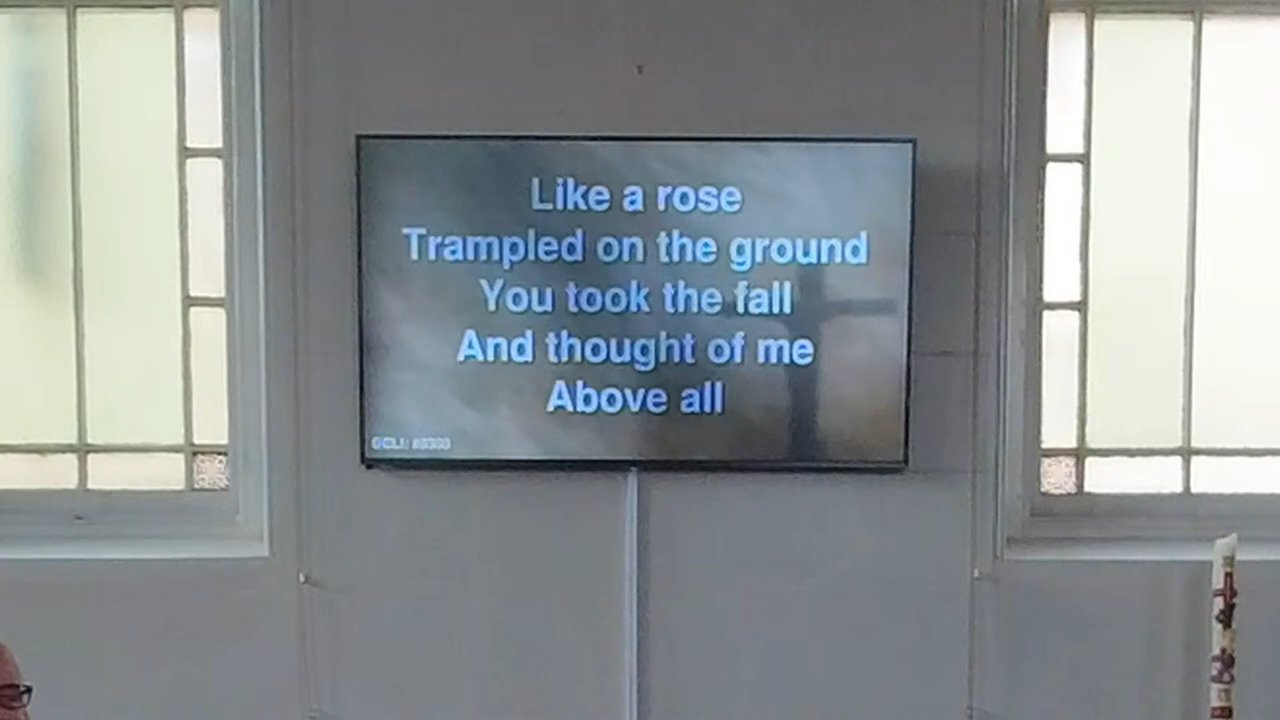 Like a rose
Trampled on the ground
You took the fall
And thought of me
Above all